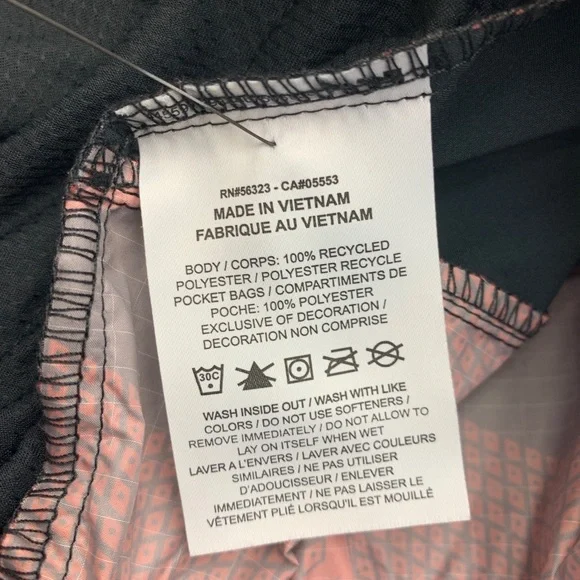 RN#56323 - CA#05553
MADE IN VIETNAM
FABRIQUE AU VIETNAM
BODY / CORPS: 100% RECYCLED
POLYESTER / POLYESTER RECYCLE
POCKET BAGS / COMPARTIMENTS DE
POCHE: 100% POLYESTER
EXCLUSIVE OF DECORATION /
DECORATION NON COMPRISE
30C
WASH INSIDE OUT / WASH WITH LIKE
COLORS / DO NOT USE SOFTENERS /
REMOVE IMMEDIATELY / DO NOT ALLOW TO
LAY ON ITSELF WHEN WET
LAVER A L'ENVERS / LAVER AVEC COULEURS
SIMILAIRES / NE PAS UTILISER
D'ADOUCISSEUR / ENLEVER
IMMÉDIATEMENT / NE PAS LAISSER LE
VÊTEMENT PLIÉ LORSQU'IL EST MOUILLÉ